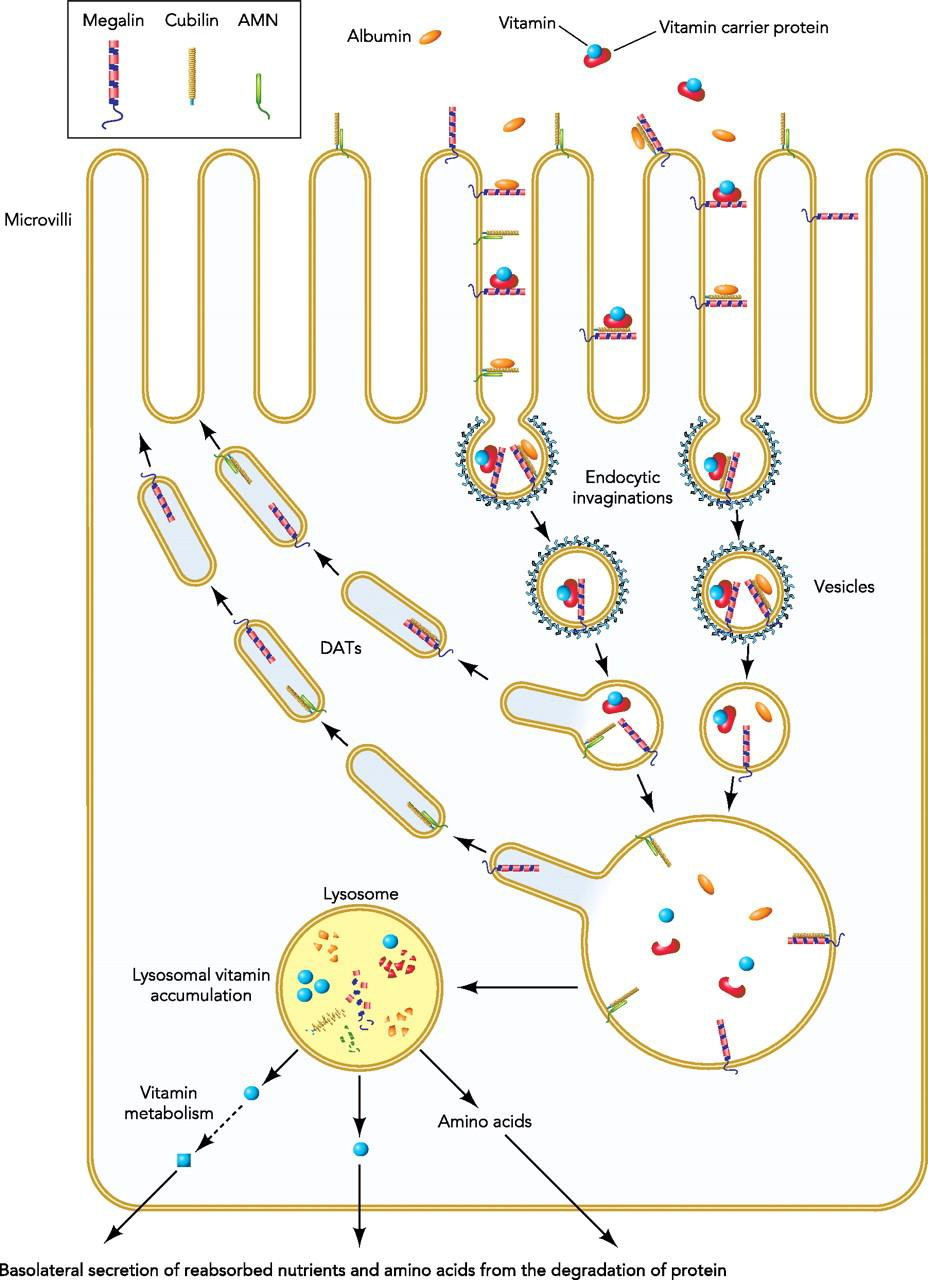 Megalin Cubilin AMN
Albumin
Vitamin
Vitamin carrier protein
Microvilli
Endocytic
invaginations
Vesicles
DATs
Lysosome
Lysosomal vitamin
accumulation
Vitamin
metabolism
Amino acids
Basolateral secretion of reabsorbed nutrients and amino acids from the degradation of protein